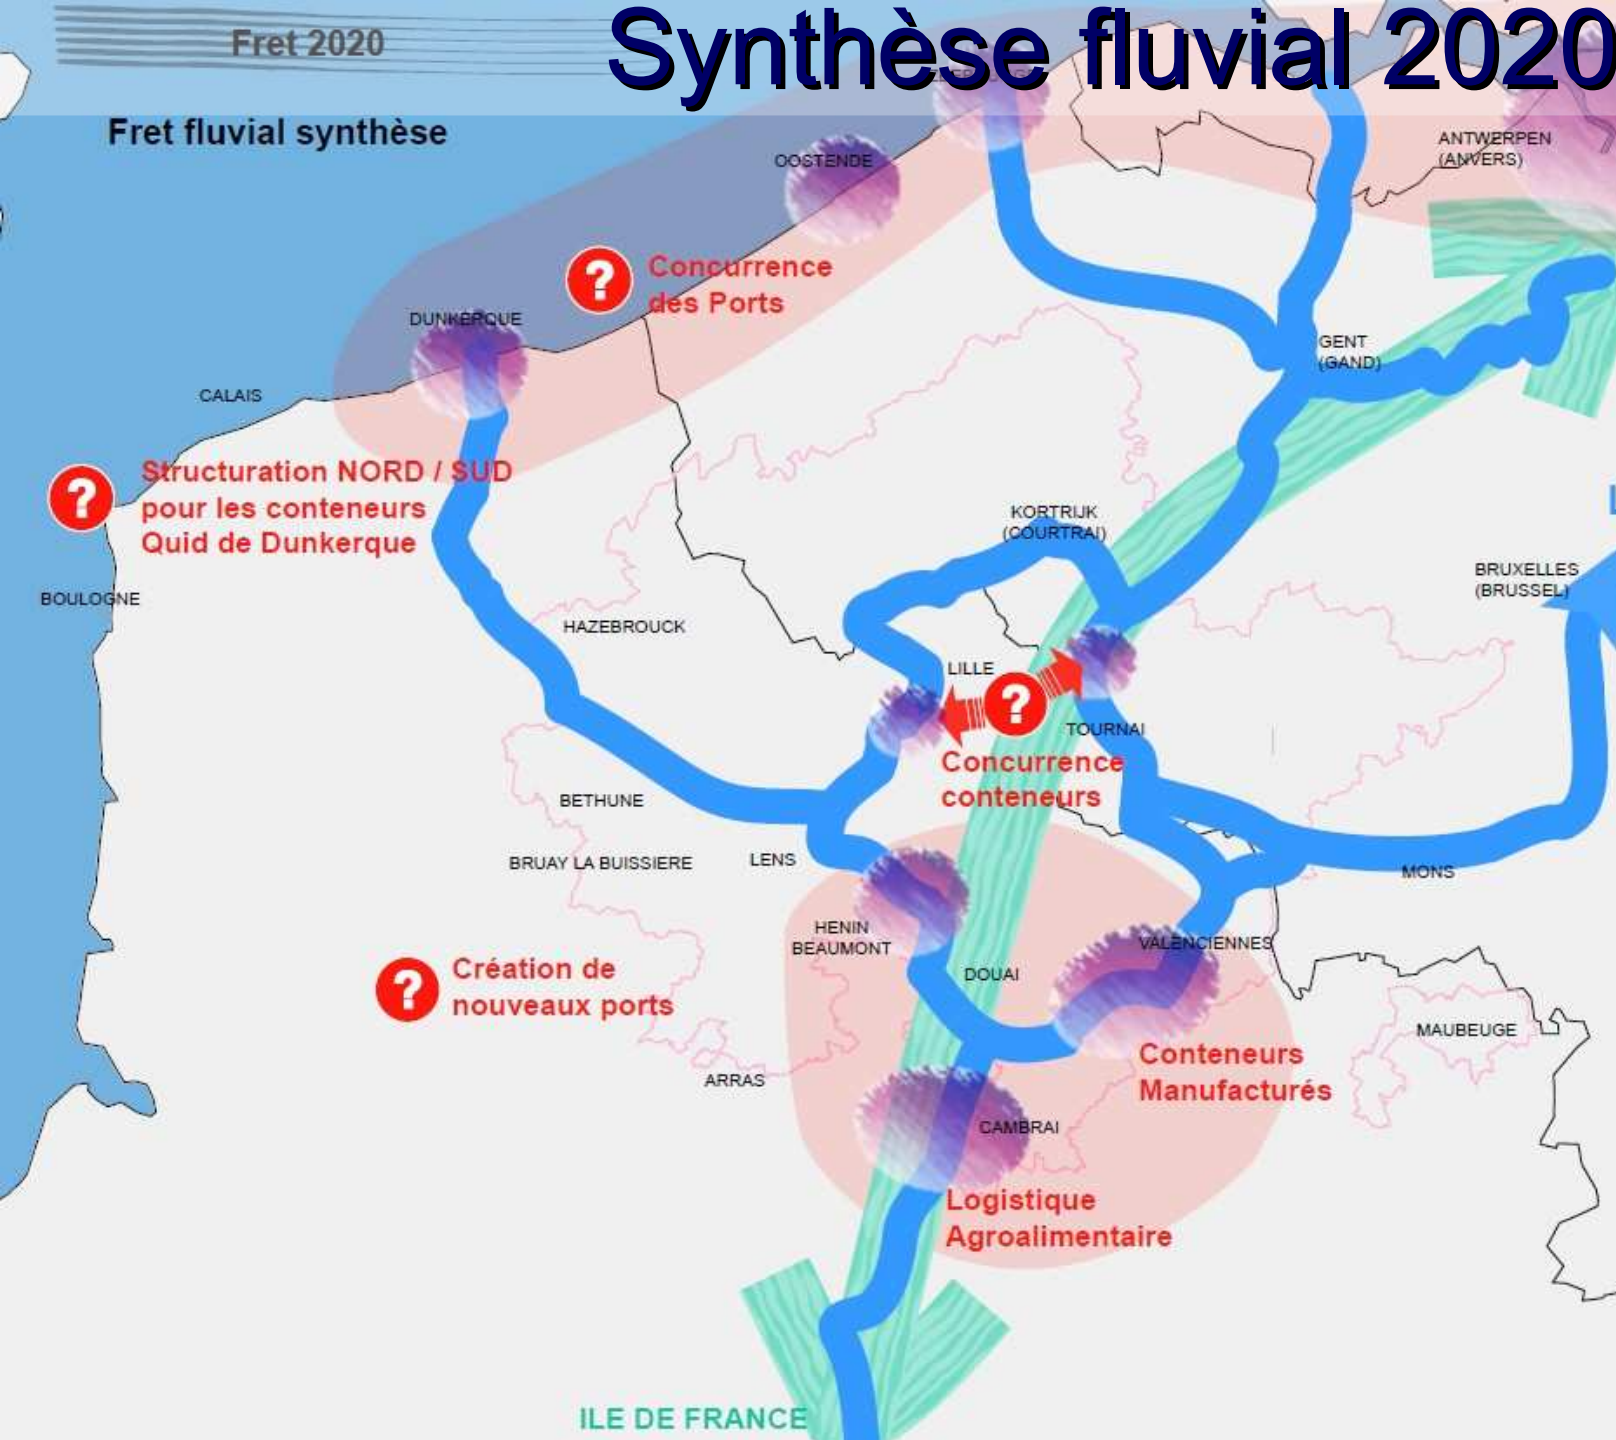 Synthèse fluvial 2020
Fret 2020
Fret fluvial synthèse
OOSTENDE
ANTWERPEN
(ANVERS)
?
Concurrence
des Ports
DUNKERQUE
GENT
(GAND)
CALAIS
?
Structuration NORD / SUD
pour les conteneurs
Quid de Dunkerque
KORTRIJK
(COURTRAI)
BRUXELLES
(BRUSSEL)
BOULOGNE
HAZEBROUCK
LILLE
?
TOURNAI
Concurrence
conteneurs
BETHUNE
BRUAY LA BUISSIERE
LENS
MONS
HENIN
BEAUMONT
VALENCIENNES
DOUAI
?
Création de
nouveaux ports
MAUBEUGE
Conteneurs
Manufacturés
ARRAS
CAMBRAI
Logistique
Agroalimentaire
ILE DE FRANCE